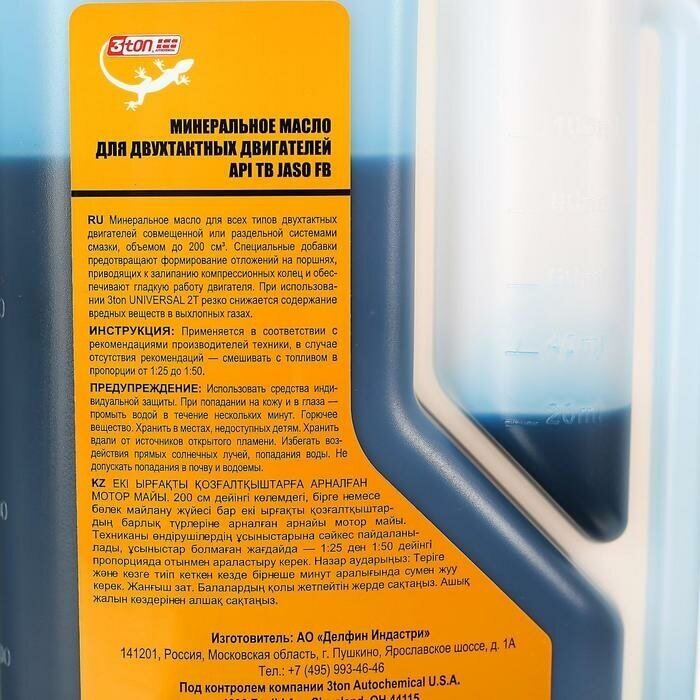 3ton
МИНЕРАЛЬНОЕ МАСЛО
ДЛЯ ДВУХТАКТНЫХ ДВИГАТЕЛЕЙ
API TB JASO FB
RU Минеральное масло для всех типов двухтактных
двигателей совмещенной или раздельной системами
смазки, объемом до 200 см³. Специальные добавки
предотвращают формирование отложений на поршнях,
приводящих к залипанию компрессионных колец и обес-
печивают гладкую работу двигателя. При использова-
нии 3ton UNIVERSAL 2T резко снижается содержание
вредных веществ в выхлопных газах.
ИНСТРУКЦИЯ: Применяется в соответствии с
рекомендациями производителей техники, в случае
отсутствия рекомендаций — смешивать с топливом в
пропорции от 1:25 до 1:50.
ПРЕДУПРЕЖДЕНИЕ: Использовать средства инди-
видуальной защиты. При попадании на кожу и в глаза —
промыть водой в течение нескольких минут. Горючее
вещество. Хранить в местах, недоступных детям. Хранить
вдали от источников открытого пламени. Избегать воз-
действия прямых солнечных лучей, попадания воды. Не
допускать попадания в почву и водоемы.
KZ ЕКІ ЫРҒАҚТЫ ҚОЗҒАЛТҚЫШТАРҒА АРНАЛҒАН
МОТОР МАЙЫ. 200 см дейінгі көлемдегі, бірге немесе
бөлек майлану жүйесі бар екі ырғақты қозғалтқыштар-
дың барлық түрлеріне арналған арнайы мотор майы.
Техниканы өндірушілердің ұсыныстарына сәйкес пайдаланы-
лады, ұсыныстар болмаған жағдайда — 1:25 ден 1:50 дейінгі
пропорцияда отынмен араластыру керек. Назар аударыңыз: Теріге
және көзге тиіп кеткен кезде бірнеше минут аралығында сумен жуу
керек. Жанғыш зат. Балалардың қолы жетпейтін жерде сақтаңыз. Ашық
жалын көздерінен алшақ сақтаңыз.
Изготовитель: АО «Делфин Индастри»
141201, Россия, Московская область, г. Пушкино, Ярославское шоссе, д. 1А
Тел.: +7 (495) 993-46-46
Под контролем компании 3ton Autochemical U.S.A.
100ml
80ml
60ml
40ml
20ml